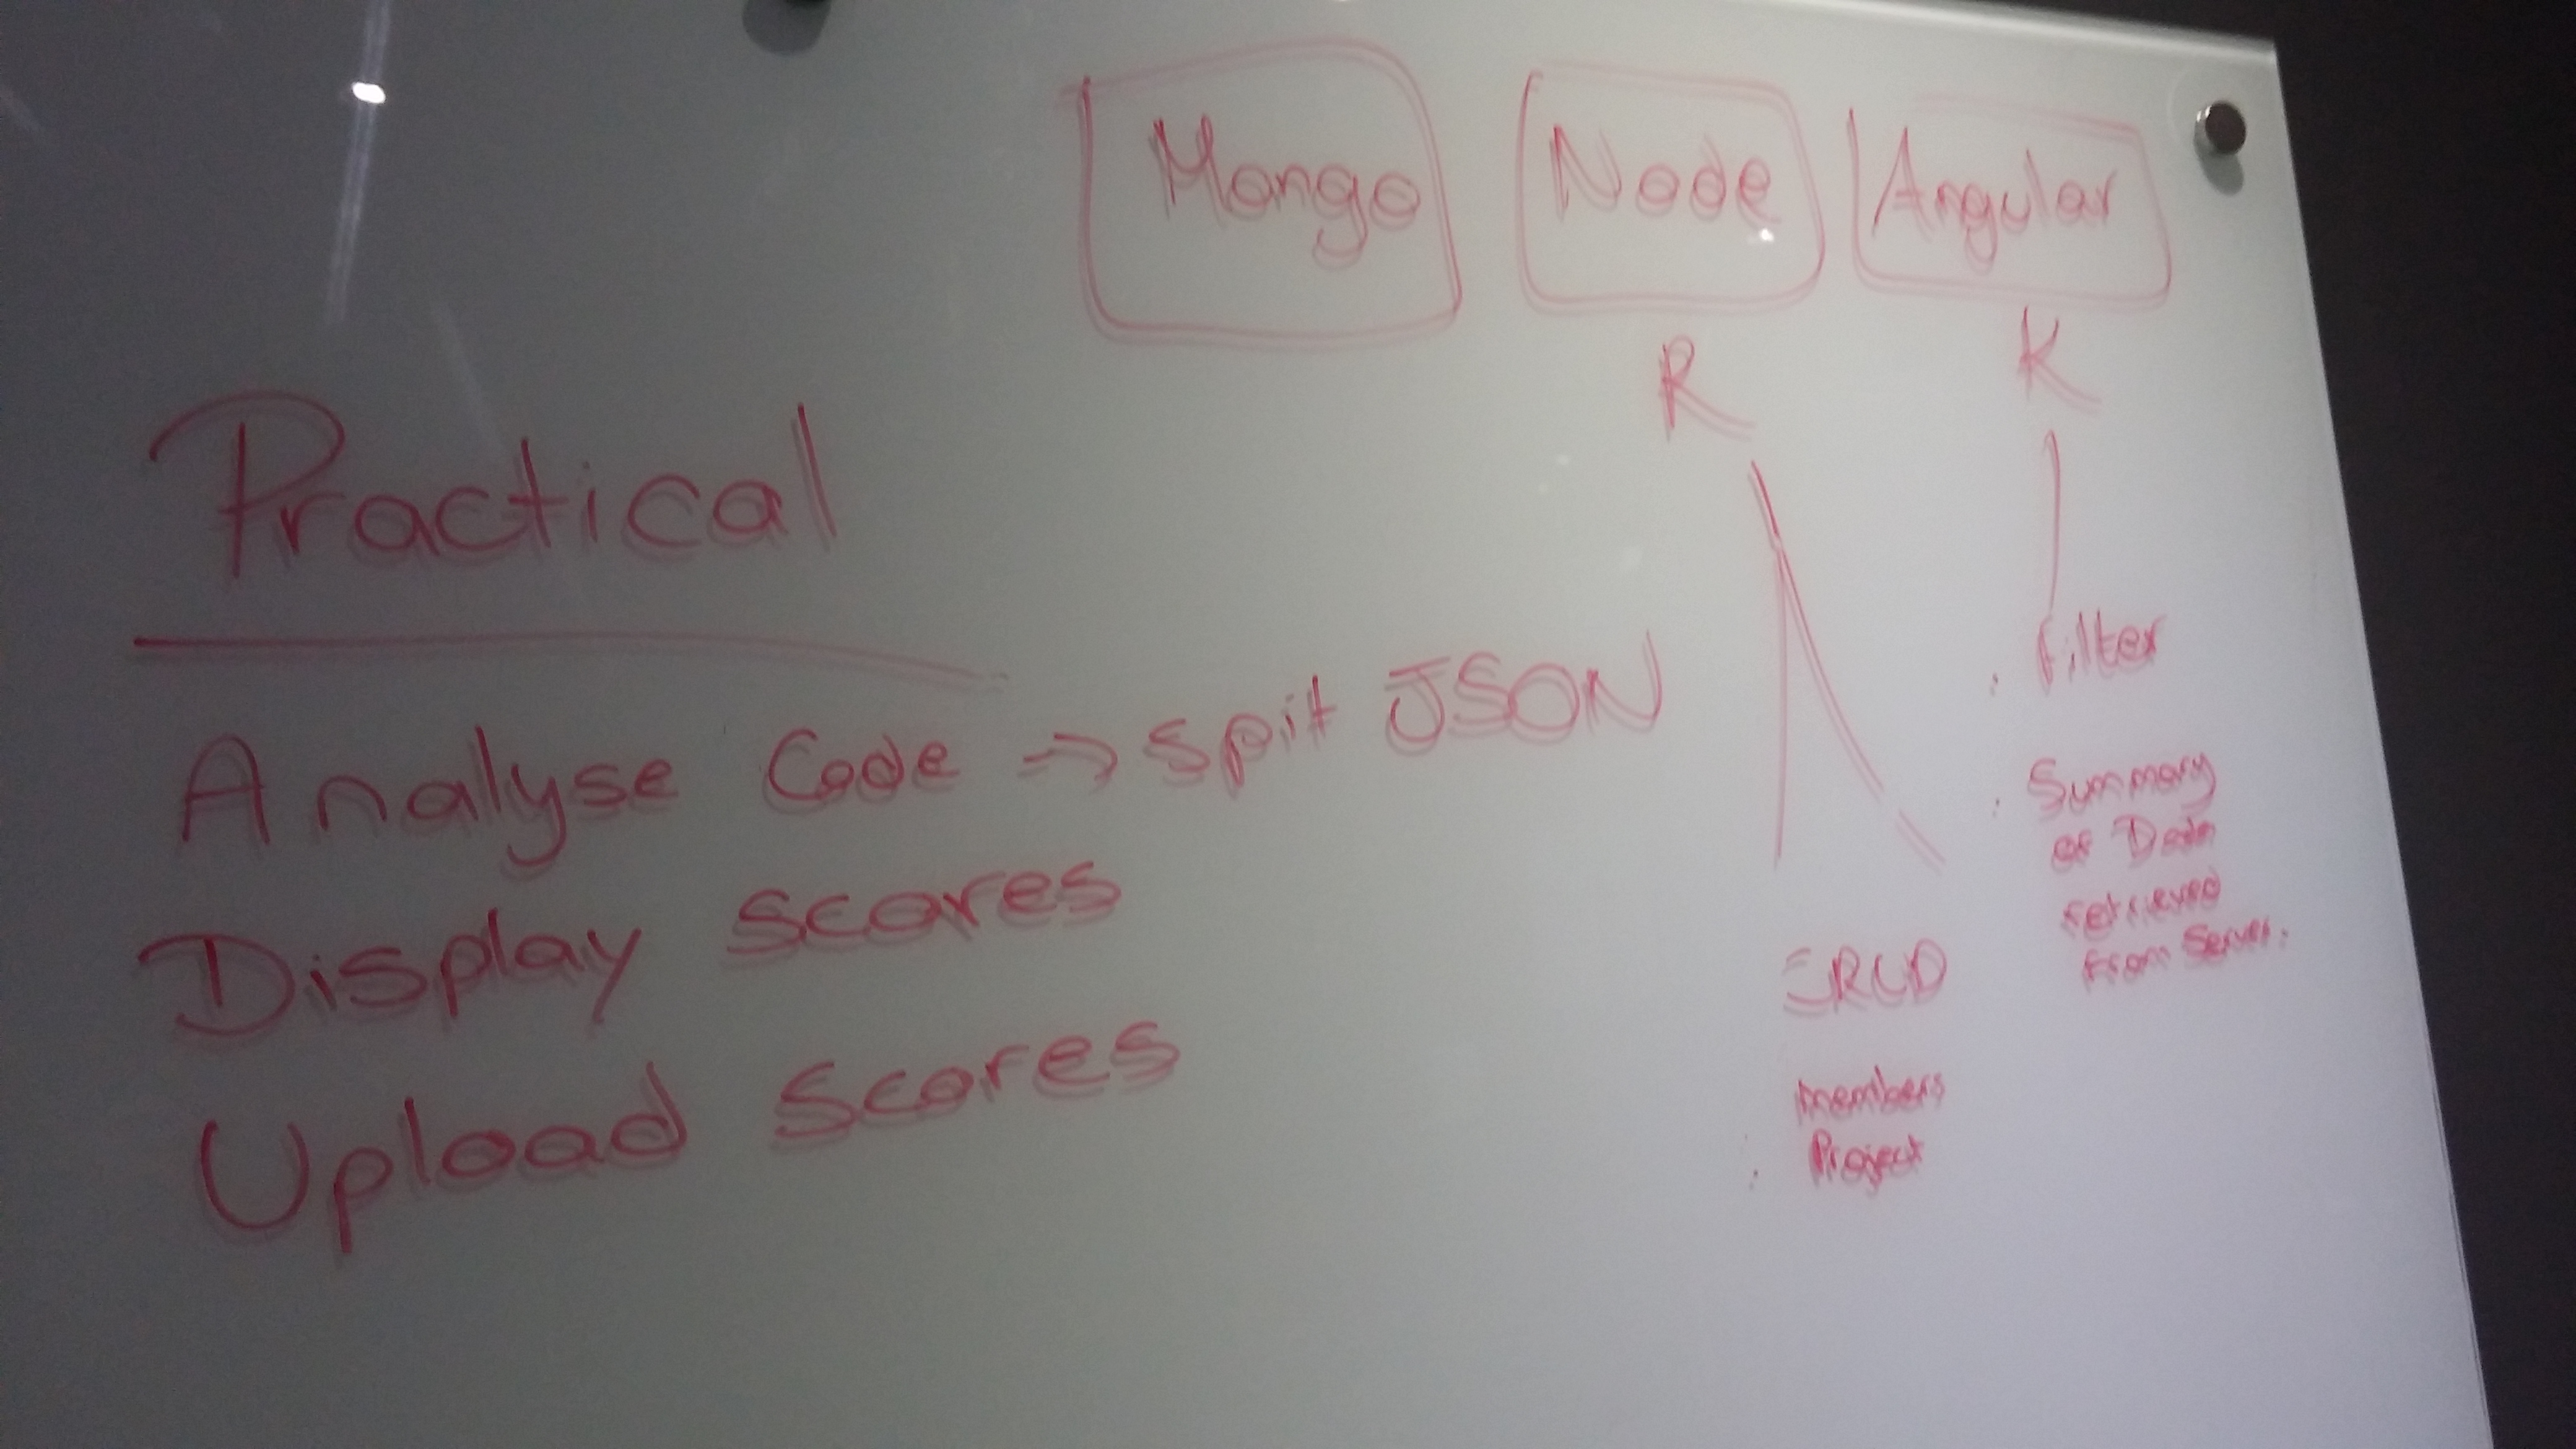 Mongo Node Angular
R K
Practical
Analyse Code → spit JSON
Display scores
Upload scores
CRUD
members
Project
filter
Summary
of Data
retrieved
from Server.